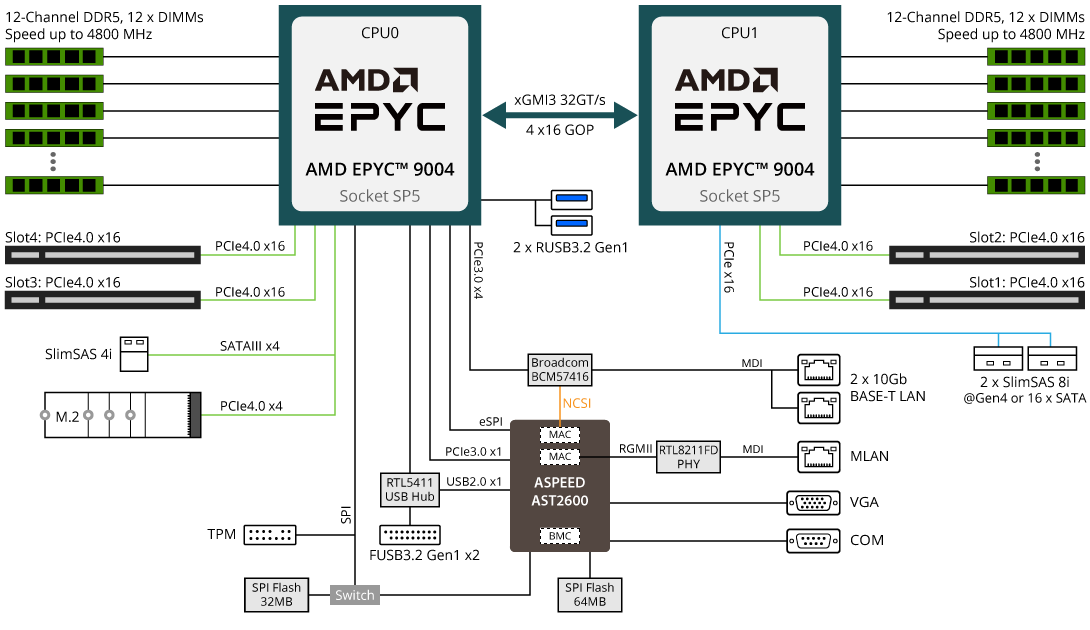 12-Channel DDR5, 12 x DIMMs
Speed up to 4800 MHz
CPU0
AMD
EPYC
AMD EPYC™ 9004
Socket SP5
xGMI3 32GT/s
4 x16 GOP
CPU1
AMD
EPYC
AMD EPYC™ 9004
Socket SP5
12-Channel DDR5, 12 x DIMMs
Speed up to 4800 MHz
2 x RUSB3.2 Gen1
Slot4: PCIe4.0 x16
PCIe4.0 x16
Slot3: PCIe4.0 x16
PCIe4.0 x16
PCIe3.0 x4
PCIe x16
PCIe4.0 x16
Slot2: PCIe4.0 x16
PCIe4.0 x16
Slot1: PCIe4.0 x16
SlimSAS 4i
SATAIII x4
M.2
PCIe4.0 x4
Broadcom
BCM57416
MDI
2 x 10Gb
BASE-T LAN
2 x SlimSAS 8i
@Gen4 or 16 x SATA
NCSI
eSPI
MAC
PCIe3.0 x1
MAC
RGMII
RTL8211FD
PHY
MDI
MLAN
RTL5411
USB Hub
USB2.0 x1
ASPEED
AST2600
VGA
SPI
TPM
FUSB3.2 Gen1 x2
BMC
COM
SPI Flash
32MB
Switch
SPI Flash
64MB